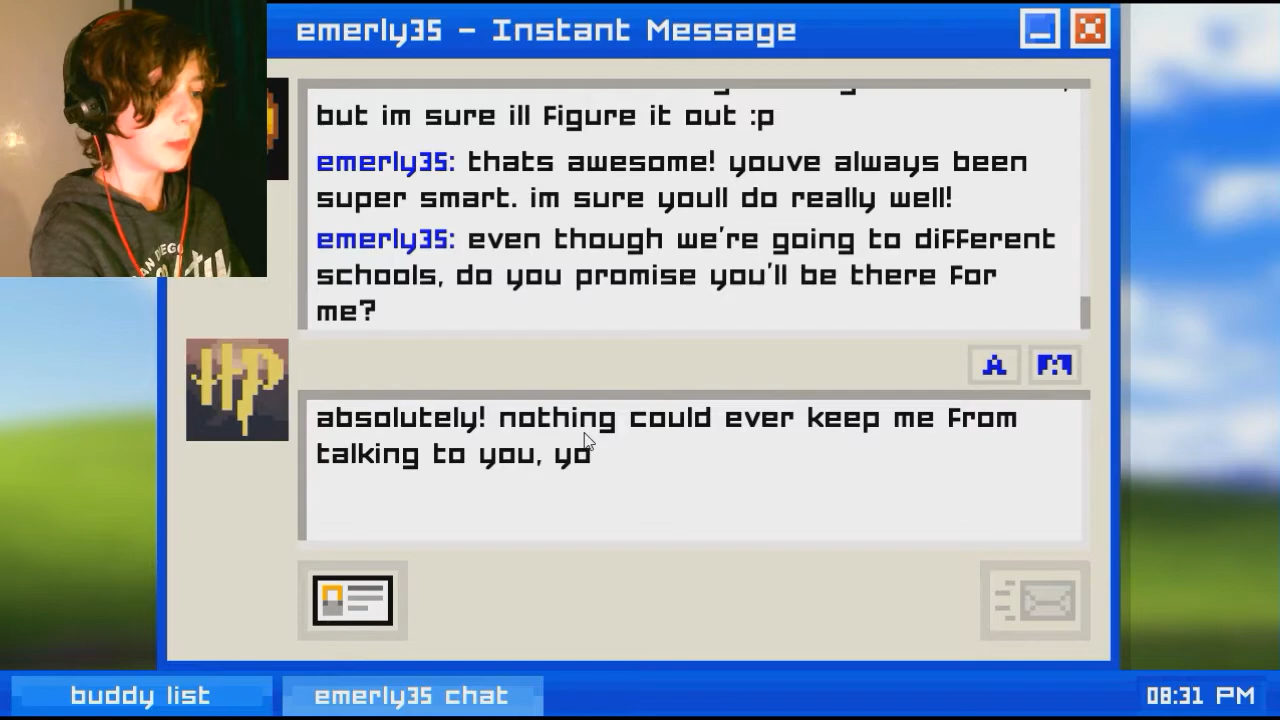 emerly35 - Instant Message
but im sure ill figure it out :p
emerly35: thats awesome! youve always been
super smart. im sure youll do really well!
emerly35: even though we're going to different
schools, do you promise you'll be there for
me?
HP
A
absolutely! nothing could ever keep me from
talking to you, yo
buddy list
emerly35 chat
08:31 PM